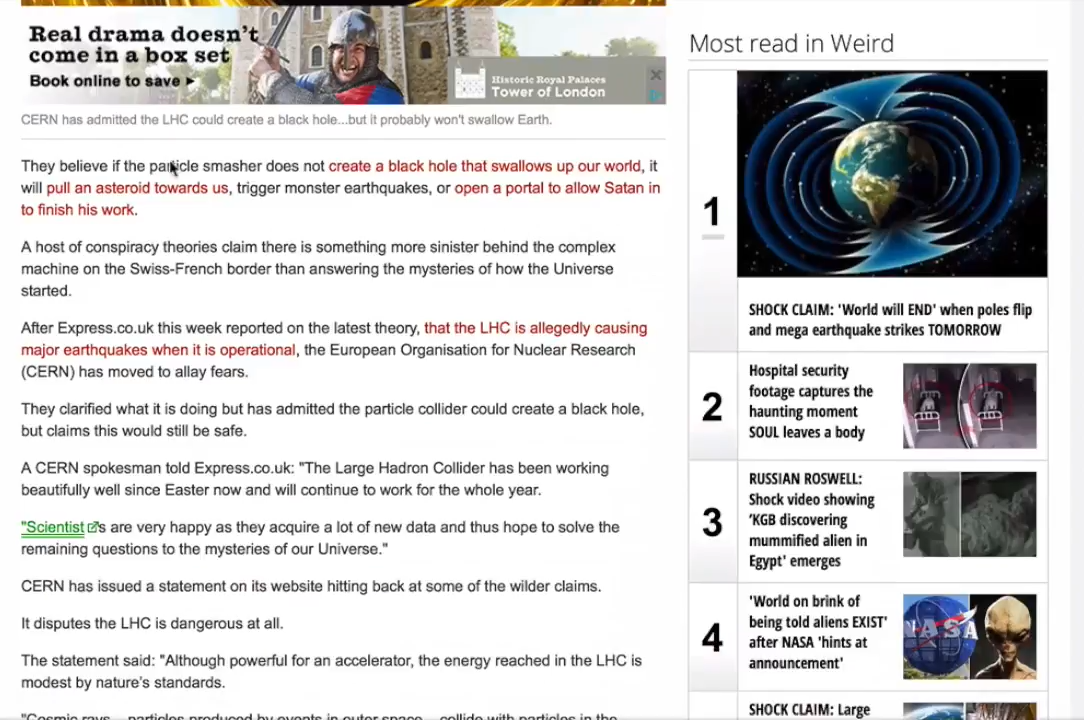 Real drama doesn't
come in a box set
Book online to save ►
Historic Royal Palaces
Tower of London
CERN has admitted the LHC could create a black hole...but it probably won't swallow Earth.
They believe if the particle smasher does not create a black hole that swallows up our world, it
will pull an asteroid towards us, trigger monster earthquakes, or open a portal to allow Satan in
to finish his work.
A host of conspiracy theories claim there is something more sinister behind the complex
machine on the Swiss-French border than answering the mysteries of how the Universe
started.
After Express.co.uk this week reported on the latest theory, that the LHC is allegedly causing
major earthquakes when it is operational, the European Organisation for Nuclear Research
(CERN) has moved to allay fears.
They clarified what it is doing but has admitted the particle collider could create a black hole,
but claims this would still be safe.
A CERN spokesman told Express.co.uk: "The Large Hadron Collider has been working
beautifully well since Easter now and will continue to work for the whole year.
"Scientists are very happy as they acquire a lot of new data and thus hope to solve the
remaining questions to the mysteries of our Universe."
CERN has issued a statement on its website hitting back at some of the wilder claims.
It disputes the LHC is dangerous at all.
The statement said: "Although powerful for an accelerator, the energy reached in the LHC is
modest by nature's standards.
"Cosmic rays – particles produced by events in outer space – collide with particles in the
Most read in Weird
1
SHOCK CLAIM: 'World will END' when poles flip
and mega earthquake strikes TOMORROW
2
Hospital security
footage captures the
haunting moment
SOUL leaves a body
3
RUSSIAN ROSWELL:
Shock video showing
'KGB discovering
mummified alien in
Egypt' emerges
4
'World on brink of
being told aliens EXIST'
after NASA 'hints at
announcement'
NASA
SHOCK CLAIM: Large